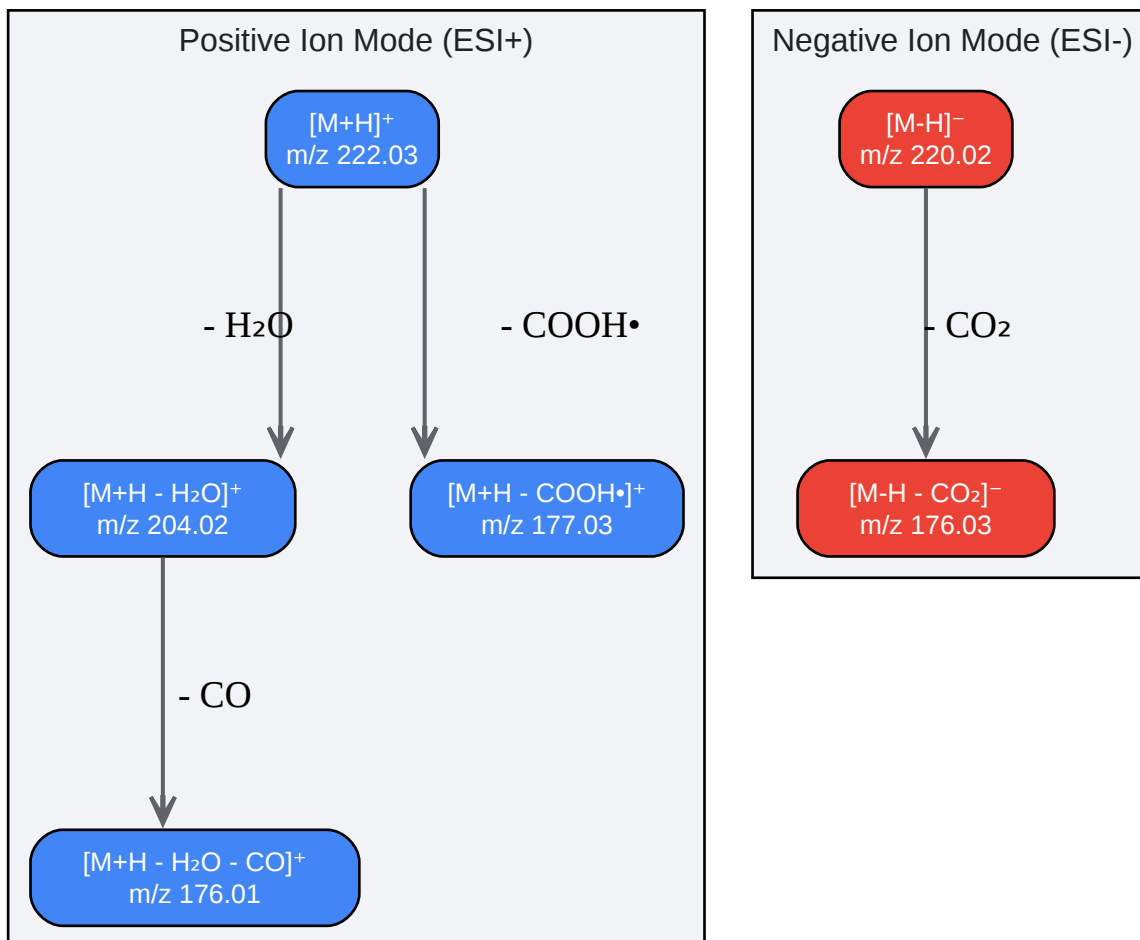 Positive Ion Mode (ESI+)
[M+H]⁺
m/z 222.03
- H₂O
- COOH•
[M+H - H₂O]⁺
m/z 204.02
[M+H - COOH•]⁺
m/z 177.03
- CO
[M+H - H₂O - CO]⁺
m/z 176.01
Negative Ion Mode (ESI-)
[M-H]⁻
m/z 220.02
- CO₂
[M-H - CO₂]⁻
m/z 176.03